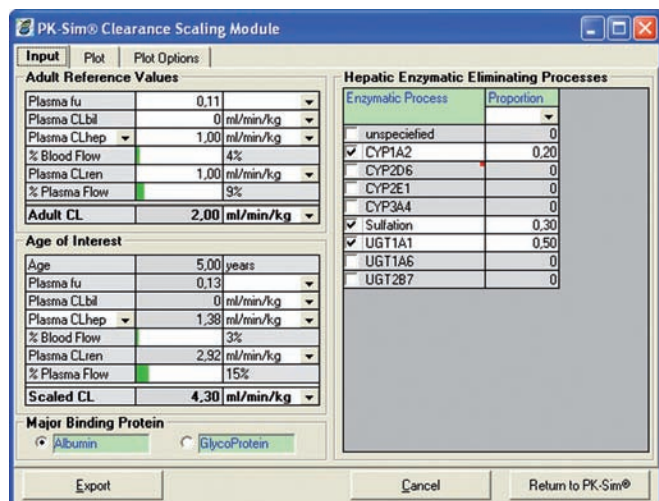 PK-Sim® Clearance Scaling Module
Input Plot Plot Options
Adult Reference Values
Plasma fu 0,11
Plasma CLbil 0 ml/min/kg
Plasma CLhep 1,00 ml/min/kg
% Blood Flow 4%
Plasma CLren 1,00 ml/min/kg
% Plasma Flow 9%
Adult CL 2,00 ml/min/kg
Age of Interest
Age 5,00 years
Plasma fu 0,13
Plasma CLbil 0 ml/min/kg
Plasma CLhep 1,38 ml/min/kg
% Blood Flow 3%
Plasma CLren 2,92 ml/min/kg
% Plasma Flow 15%
Scaled CL 4,30 ml/min/kg
Major Binding Protein
Albumin GlycoProtein
Hepatic Enzymatic Eliminating Processes
Enzymatic Process Proportion
unspeciefied 0
CYP1A2 0,20
CYP2D6 0
CYP2E1 0
CYP3A4 0
Sulfation 0,30
UGT1A1 0,50
UGT1A6 0
UGT2B7 0
Export Cancel Return to PK-Sim®